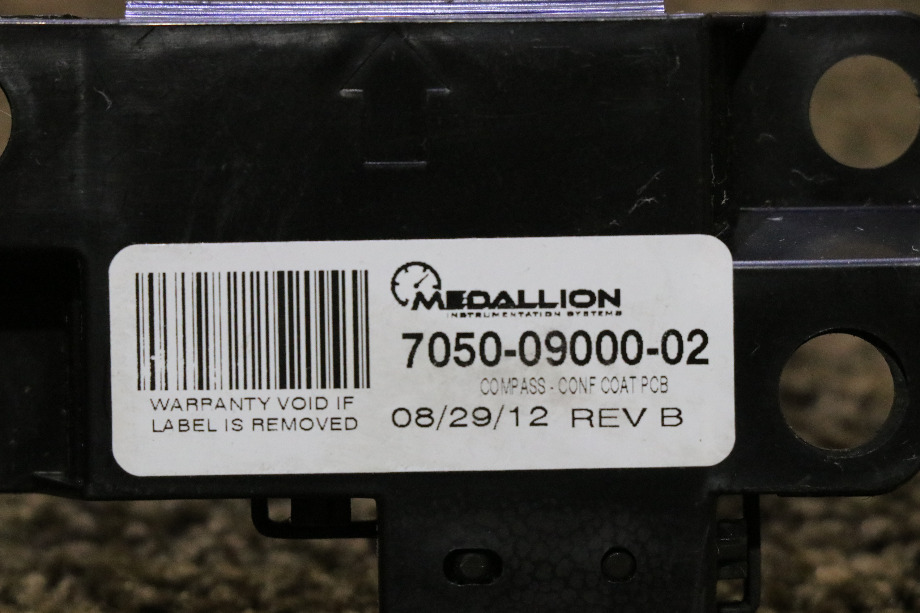 MEDALLION
INSTRUMENTATION SYSTEMS
7050-09000-02
COMPASS - CONF COAT PCB
08/29/12 REV B
WARRANTY VOID IF
LABEL IS REMOVED